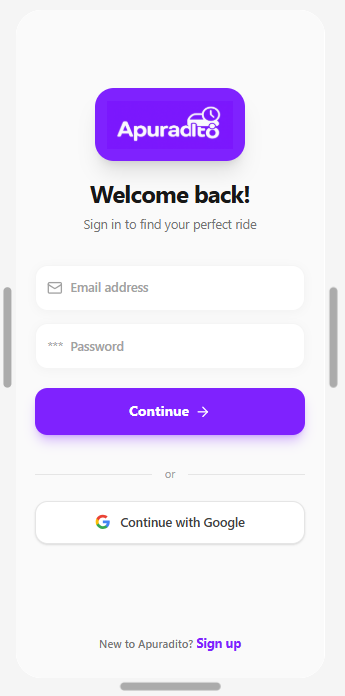 Apuradito
Welcome back!
Sign in to find your perfect ride
Email address
*** Password
Continue →
or
Continue with Google
New to Apuradito? Sign up